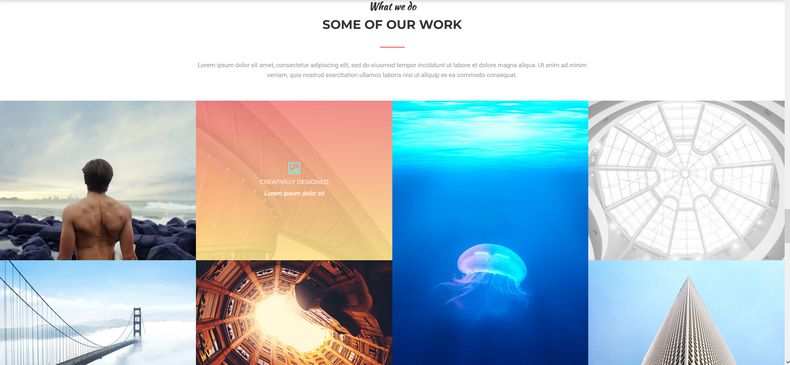 What we do
SOME OF OUR WORK
Lorem ipsum dolor sit amet, consectetur adipiscing elit, sed do eiusmod tempor incididunt ut labore et dolore magna aliqua. Ut enim ad minim
veniam, quis nostrud exercitation ullamco laboris nisi ut aliquip ex ea commodo consequat.
CREATIVELY DESIGNED
Lorem ipsum dolor sit